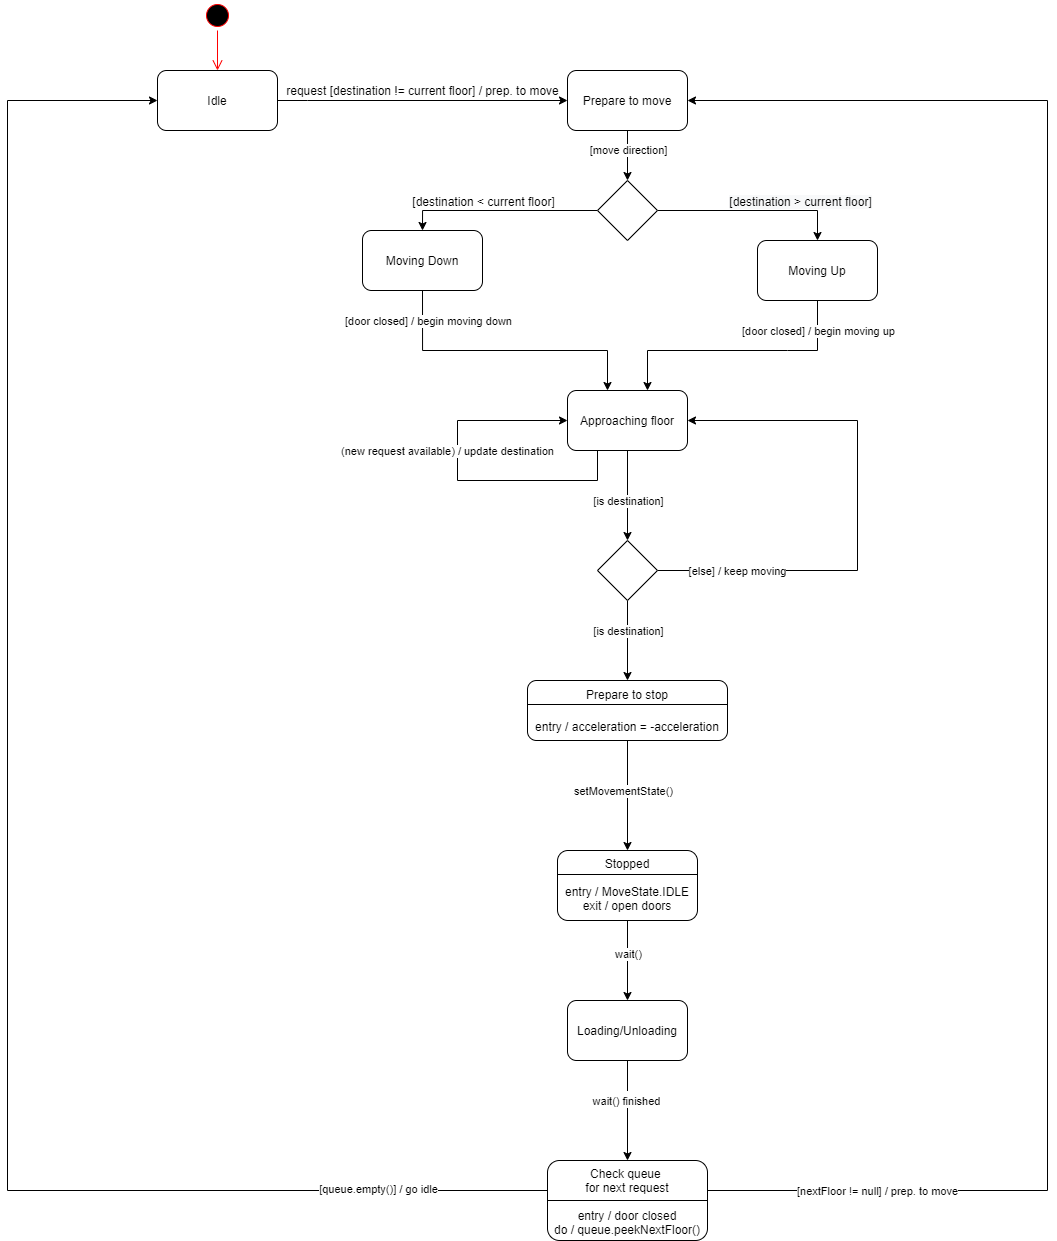 Idle
request [destination != current floor] / prep. to move
Prepare to move
[move direction]
[destination < current floor]
[destination > current floor]
Moving Down
Moving Up
[door closed] / begin moving down
[door closed] / begin moving up
Approaching floor
(new request available) / update destination
[is destination]
[else] / keep moving
[is destination]
Prepare to stop
entry / acceleration = -acceleration
setMovementState()
Stopped
entry / MoveState.IDLE
exit / open doors
wait()
Loading/Unloading
wait() finished
Check queue
for next request
[queue.empty()] / go idle
[nextFloor != null] / prep. to move
entry / door closed
do / queue.peekNextFloor()